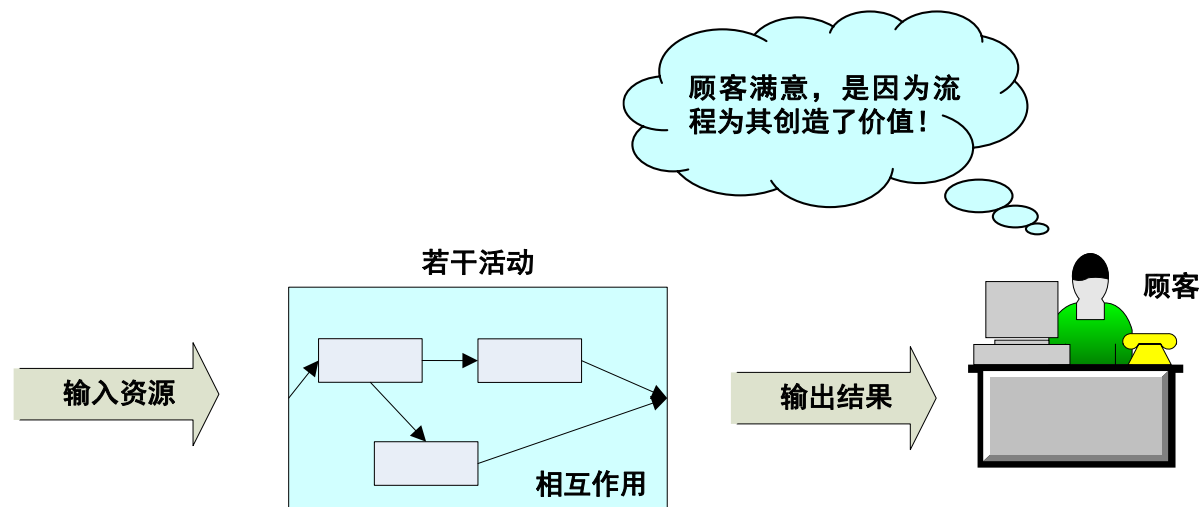 顾客满意，是因为流
程为其创造了价值！
若干活动
顾客
输入资源
输出结果
相互作用